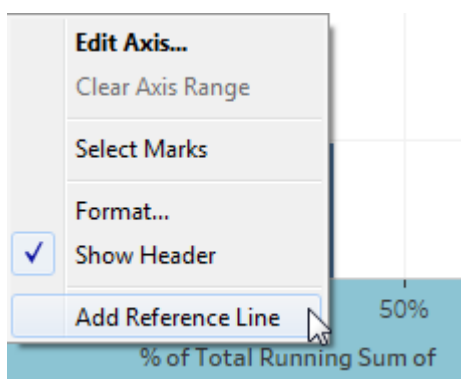 Edit Axis...
Clear Axis Range
Select Marks
Format...
Show Header
Add Reference Line
50%
% of Total Running Sum of